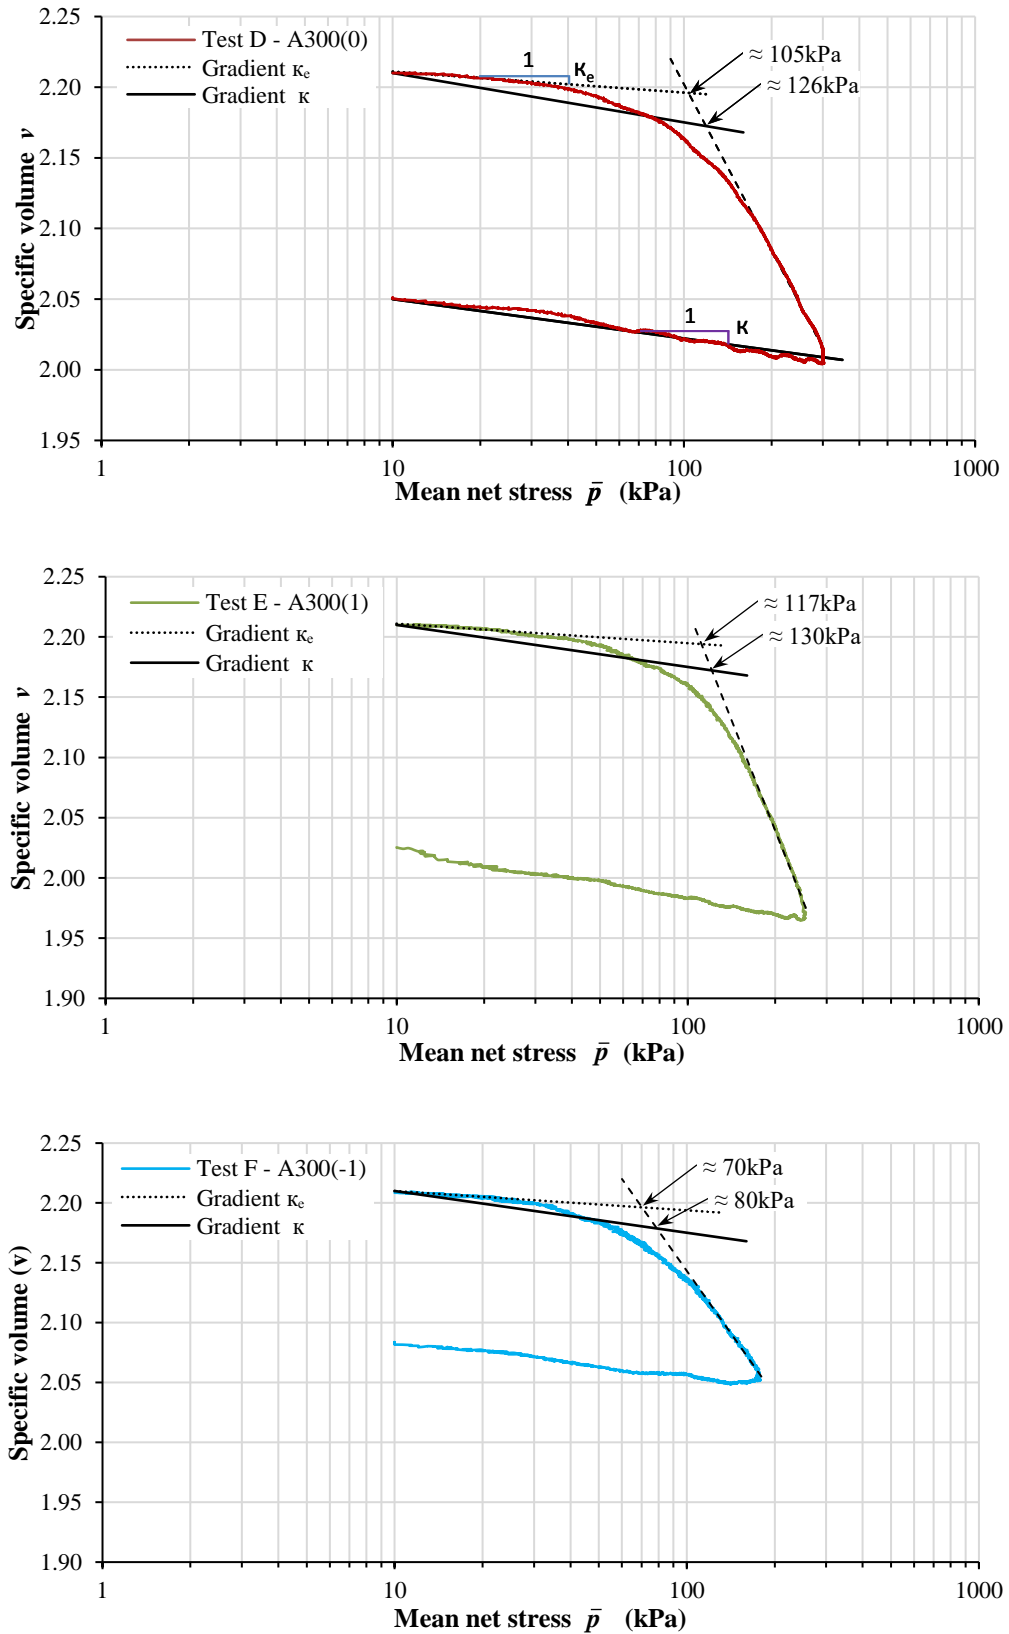 2.25
Test D - A300(0)
Gradient κe
Gradient κ
1
κe
≈ 105kPa
≈ 126kPa
2.20
2.15
2.10
2.05
1
κ
2.00
1.95
1 10 100 1000
Specific volume v
Mean net stress p̄ (kPa)
2.25
Test E - A300(1)
Gradient κe
Gradient κ
≈ 117kPa
≈ 130kPa
2.20
2.15
2.10
2.05
2.00
1.95
1.90
1 10 100 1000
Specific volume v
Mean net stress p̄ (kPa)
2.25
Test F - A300(-1)
Gradient κe
Gradient κ
≈ 70kPa
≈ 80kPa
2.20
2.15
2.10
2.05
2.00
1.95
1.90
1 10 100 1000
Specific volume (v)
Mean net stress p̄ (kPa)